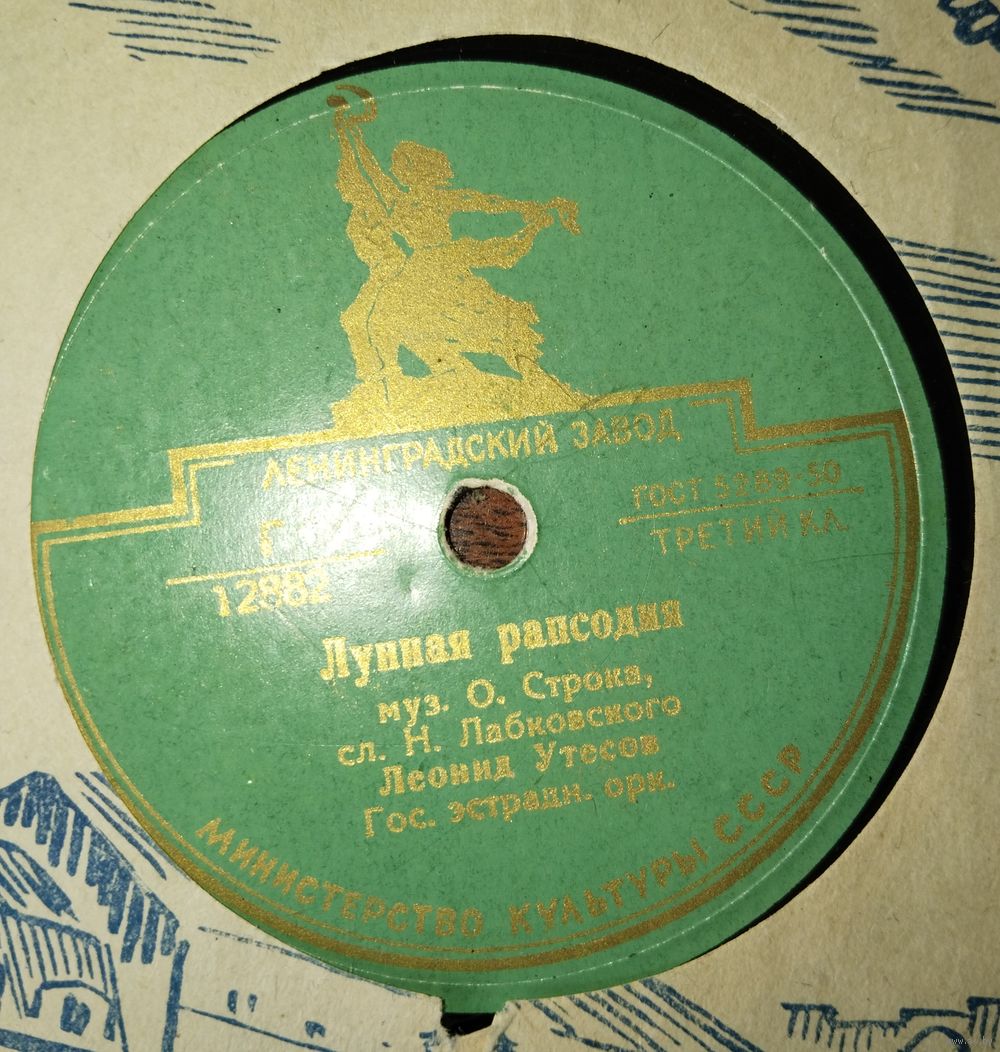 ЛЕНИНГРАДСКИЙ ЗАВОД
Г
12882
ГОСТ 5289-50
ТРЕТИЙ КЛ.
Лунная рапсодия
муз. О. Строка,
сл. Н. Лабковского
Леонид Утесов
Гос. эстрадн. орк.
МИНИСТЕРСТВО КУЛЬТУРЫ СССР